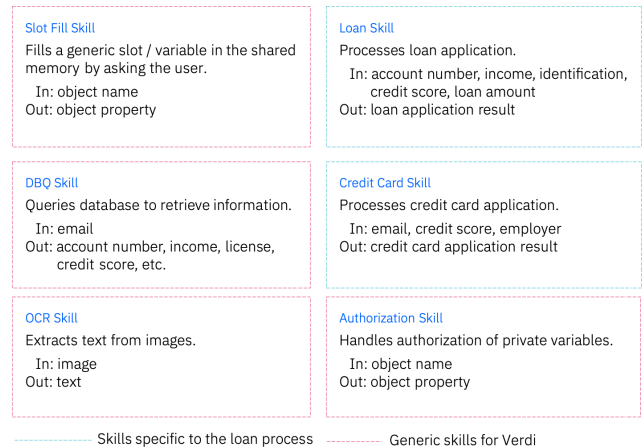 Slot Fill Skill
Fills a generic slot / variable in the shared
memory by asking the user.
In: object name
Out: object property
Loan Skill
Processes loan application.
In: account number, income, identification,
credit score, loan amount
Out: loan application result
DBQ Skill
Queries database to retrieve information.
In: email
Out: account number, income, license,
credit score, etc.
Credit Card Skill
Processes credit card application.
In: email, credit score, employer
Out: credit card application result
OCR Skill
Extracts text from images.
In: image
Out: text
Authorization Skill
Handles authorization of private variables.
In: object name
Out: object property
Skills specific to the loan process
Generic skills for Verdi